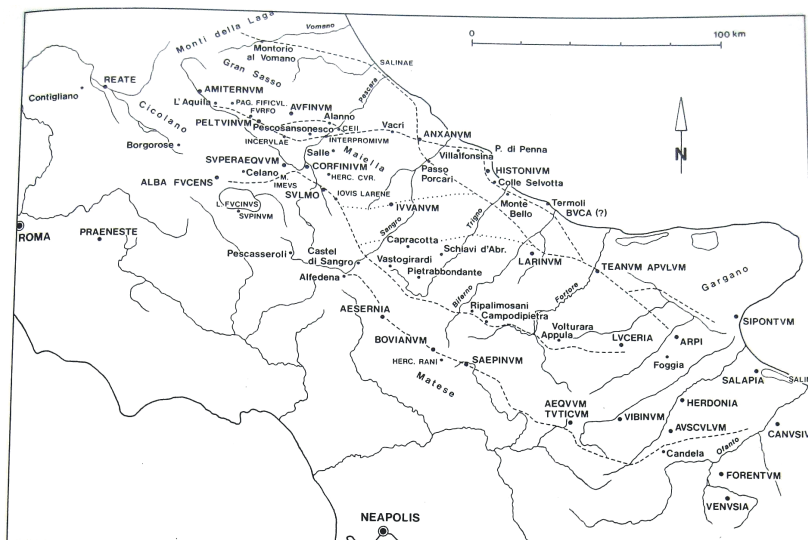 Monti della Laga
Vomano
Montorio
al Vomano
SALINAE
0
100 km
Gran Sasso
Pescara
REATE
Contigliano
AMITERNVM
L'Aquila
PAG. FIFICVL.
FVRFO
AVFINVM
Cicolano
PELTVINVM
Alanno
Pescosansonesco
CEII
Vacri
ANXANVM
INTERPROMIVM
INCERVLAE
Borgorose
Salle
Maiella
Villalfonsina
P. di Penna
N
SVPERAEQVVM
CORFINIVM
Celano
HERC. CVR.
Passo
Porcari
HISTONIVM
Colle Selvotta
ALBA FVCENS
M.
IMEVS
SVLMO
IOVIS LARENE
Monte
Bello
Termoli
BVCA (?)
L. FVCINVS
SVPINVM
IVVANVM
Sangro
Trigno
ROMA
PRAENESTE
Capracotta
Schiavi d'Abr.
Pescasseroli
Castel
di Sangro
Vastogirardi
Pietrabbondante
LARINVM
TEANVM APVLVM
Gargano
Alfedena
Biferno
Fortore
AESERNIA
Ripalimosani
Campodipietra
SIPONTVM
Volturara
Appula
LVCERIA
ARPI
BOVIANVM
HERC. RANI
SAEPINVM
Foggia
Matese
SALAPIA
SALIN
AEQVVM
TVTICVM
VIBINVM
HERDONIA
AVSCVLVM
CANVSIV
Candela
Ofanto
FORENTVM
VENVSIA
NEAPOLIS